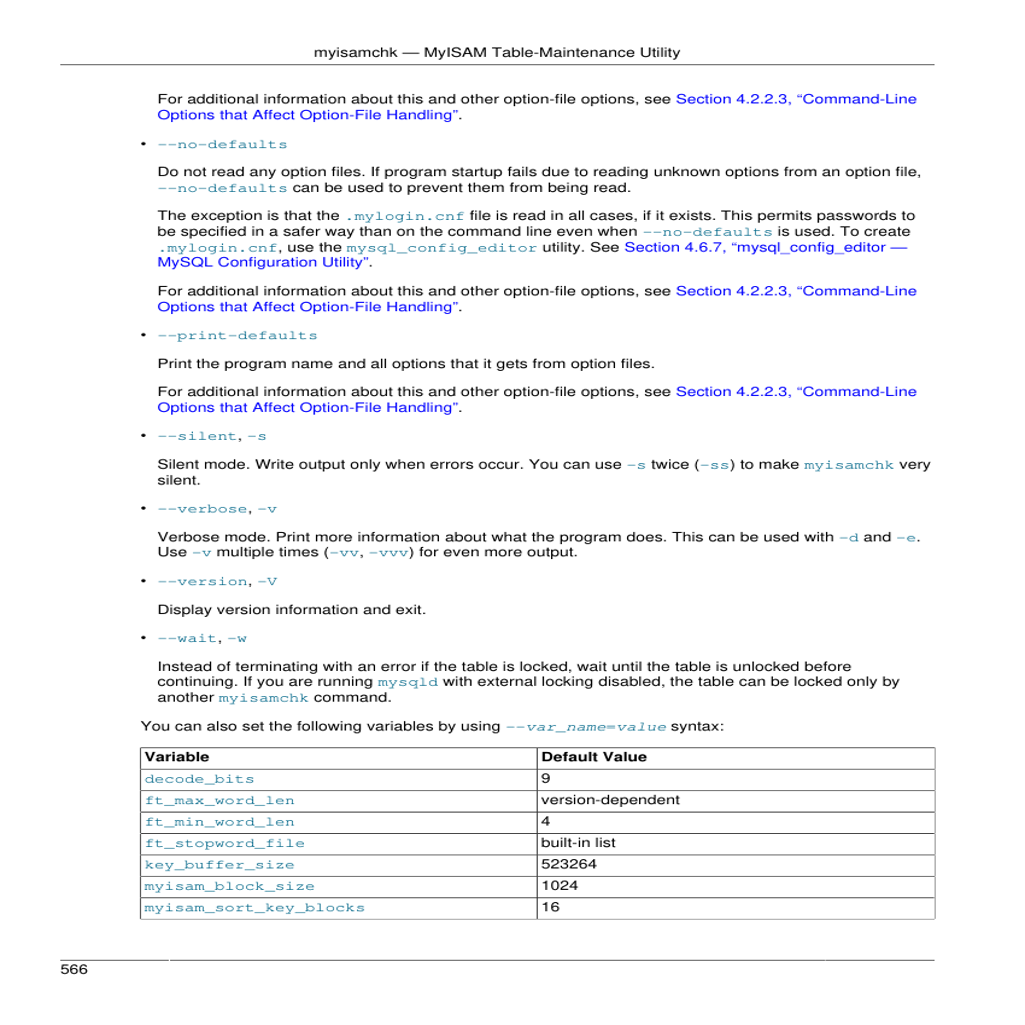 myisamchk — MyISAM Table-Maintenance Utility
For additional information about this and other option-file options, see Section 4.2.2.3, “Command-Line
Options that Affect Option-File Handling”.
• --no-defaults
Do not read any option files. If program startup fails due to reading unknown options from an option file,
--no-defaults can be used to prevent them from being read.
The exception is that the .mylogin.cnf file is read in all cases, if it exists. This permits passwords to
be specified in a safer way than on the command line even when --no-defaults is used. To create
.mylogin.cnf, use the mysql_config_editor utility. See Section 4.6.7, “mysql_config_editor —
MySQL Configuration Utility”.
For additional information about this and other option-file options, see Section 4.2.2.3, “Command-Line
Options that Affect Option-File Handling”.
• --print-defaults
Print the program name and all options that it gets from option files.
For additional information about this and other option-file options, see Section 4.2.2.3, “Command-Line
Options that Affect Option-File Handling”.
• --silent, -s
Silent mode. Write output only when errors occur. You can use -s twice (-ss) to make myisamchk very
silent.
• --verbose, -v
Verbose mode. Print more information about what the program does. This can be used with -d and -e.
Use -v multiple times (-vv, -vvv) for even more output.
• --version, -V
Display version information and exit.
• --wait, -w
Instead of terminating with an error if the table is locked, wait until the table is unlocked before
continuing. If you are running mysqld with external locking disabled, the table can be locked only by
another myisamchk command.
You can also set the following variables by using --var_name=value syntax:
Variable Default Value
decode_bits 9
ft_max_word_len version-dependent
ft_min_word_len 4
ft_stopword_file built-in list
key_buffer_size 523264
myisam_block_size 1024
myisam_sort_key_blocks 16
566